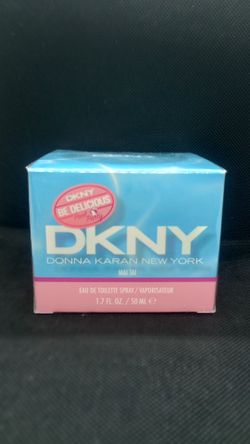 DKNY
BE DELICIOUS
DKNY
DONNA KARAN NEW YORK
MAI TAI
EAU DE TOILETTE SPRAY / VAPORISATEUR
1.7 FL. OZ. / 50 ML ℮